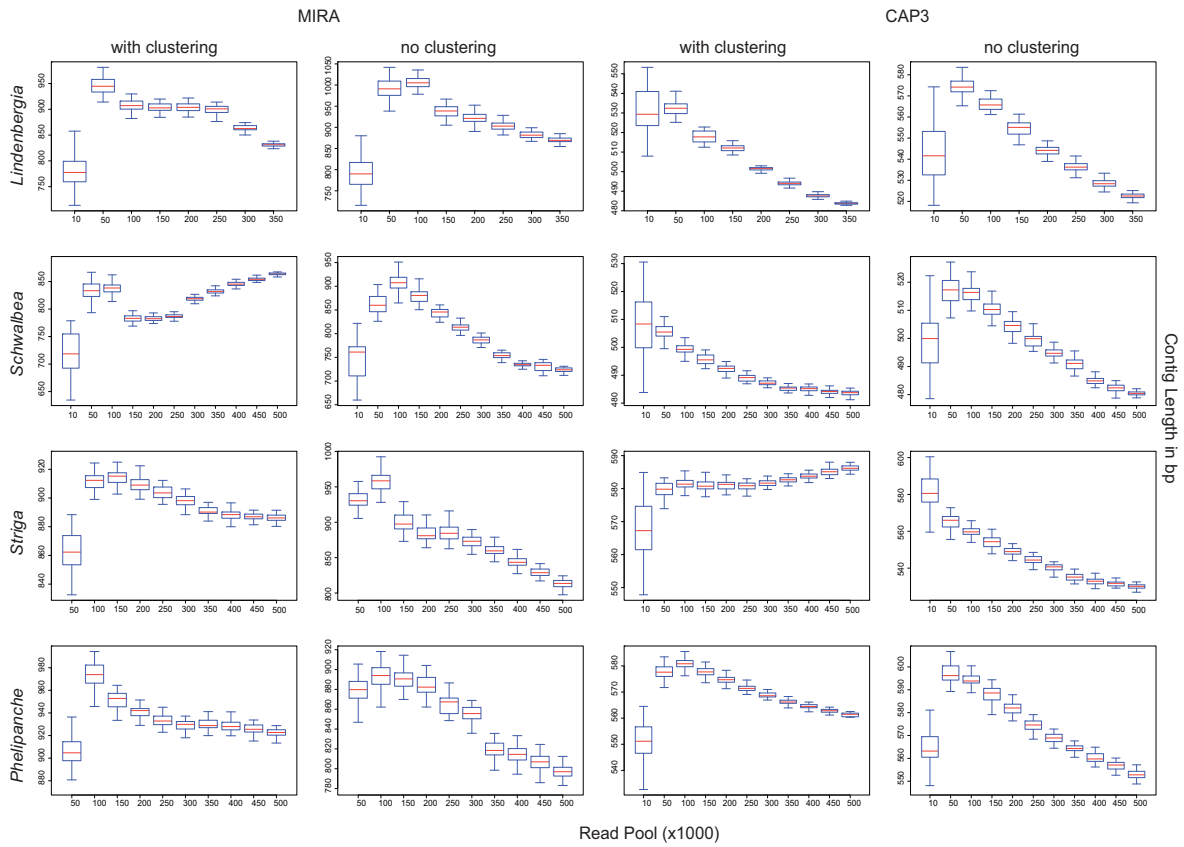 MIRA CAP3
with clustering no clustering with clustering no clustering
Lindenbergia
950 900 850 800 750
10 50 100 150 200 250 300 350
1050 1000 950 900 850 800 750
10 50 100 150 200 250 300 350
550 540 530 520 510 500 490 480
10 50 100 150 200 250 300 350
580 570 560 550 540 530 520
10 50 100 150 200 250 300 350
Schwalbea
850 800 750 700 650
10 50 100 150 200 250 300 350 400 450 500
950 900 850 800 750 700 650
10 50 100 150 200 250 300 350 400 450 500
530 520 510 500 490 480
10 50 100 150 200 250 300 350 400 450 500
520 510 500 490 480
10 50 100 150 200 250 300 350 400 450 500
Contig Length in bp
Striga
920 900 880 860 840
50 100 150 200 250 300 350 400 450 500
1000 950 900 850 800
50 100 150 200 250 300 350 400 450 500
590 580 570 560 550
10 50 100 150 200 250 300 350 400 450 500
600 580 560 540
10 50 100 150 200 250 300 350 400 450 500
Phelipanche
980 960 940 920 900 880
50 100 150 200 250 300 350 400 450 500
920 900 880 860 840 820 800 780
50 100 150 200 250 300 350 400 450 500
580 570 560 550 540
10 50 100 150 200 250 300 350 400 450 500
600 590 580 570 560 550
10 50 100 150 200 250 300 350 400 450 500
Read Pool (x1000)